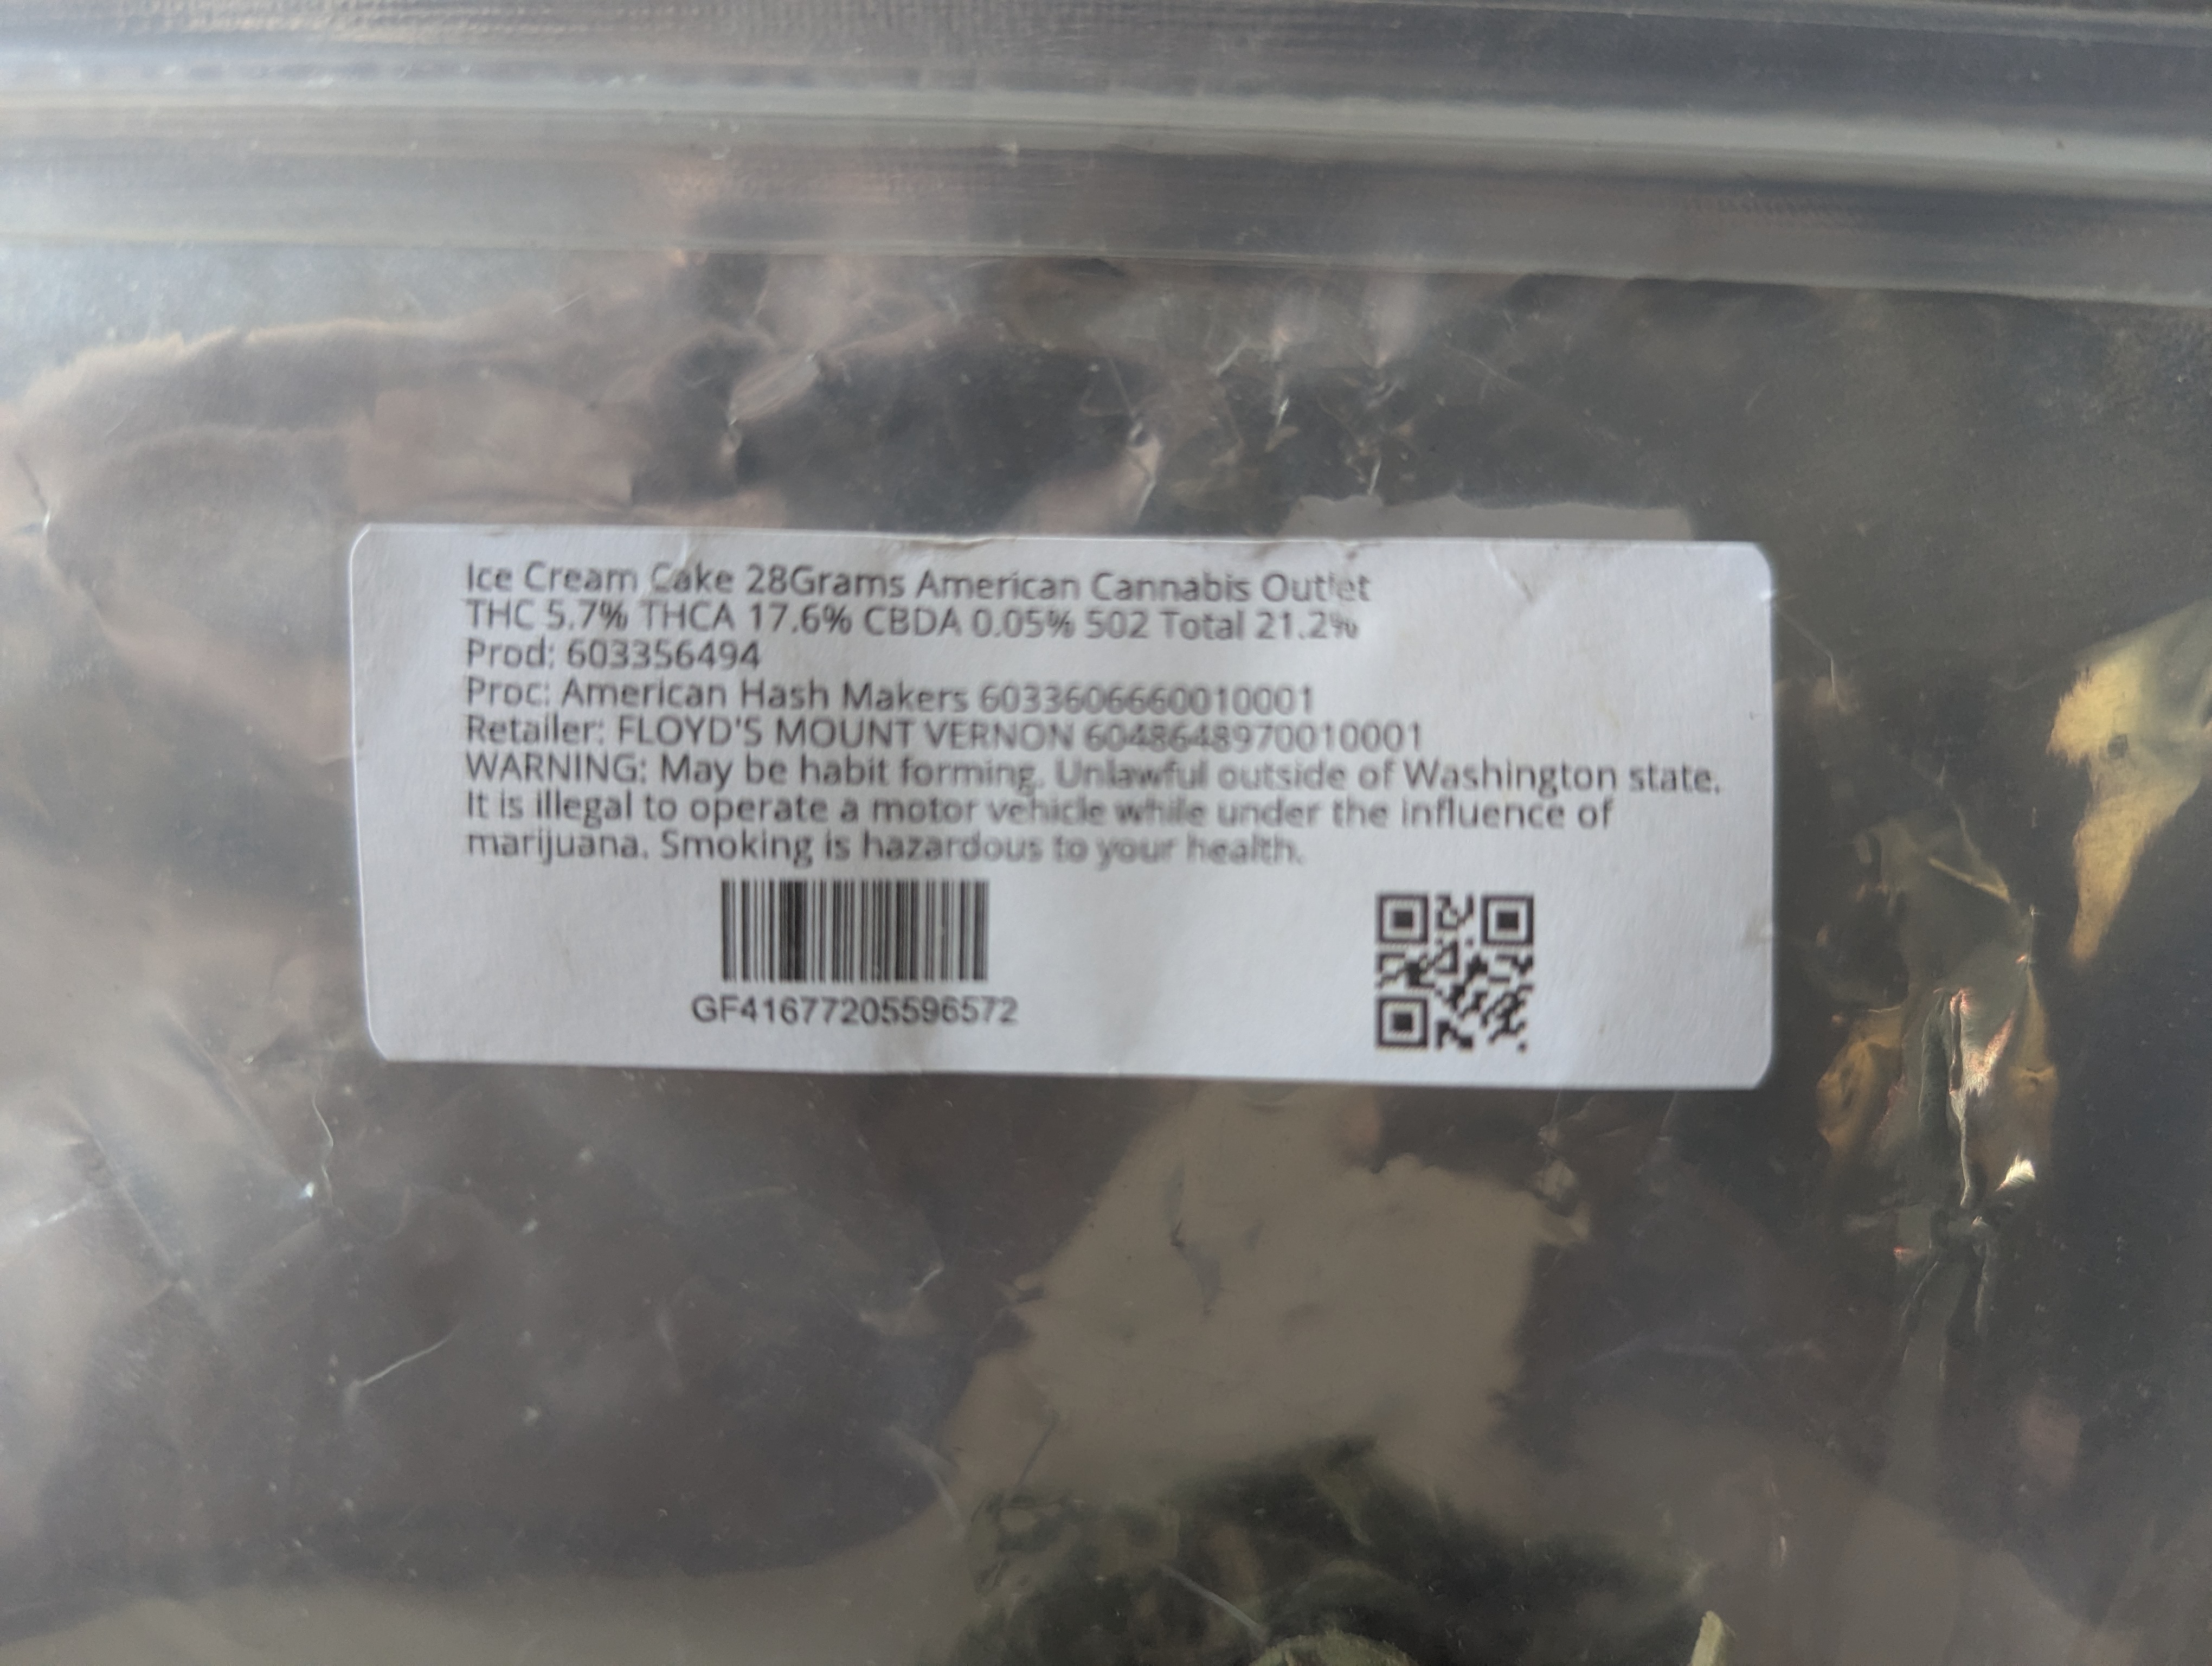 Ice Cream Cake 28Grams American Cannabis Outlet
THC 5.7% THCA 17.6% CBDA 0.05% 502 Total 21.2%
Prod: 603356494
Proc: American Hash Makers 6033606660010001
Retailer: FLOYD'S MOUNT VERNON 6048648970010001
WARNING: May be habit forming. Unlawful outside of Washington state.
It is illegal to operate a motor vehicle while under the influence of
marijuana. Smoking is hazardous to your health.
GF41677205596572